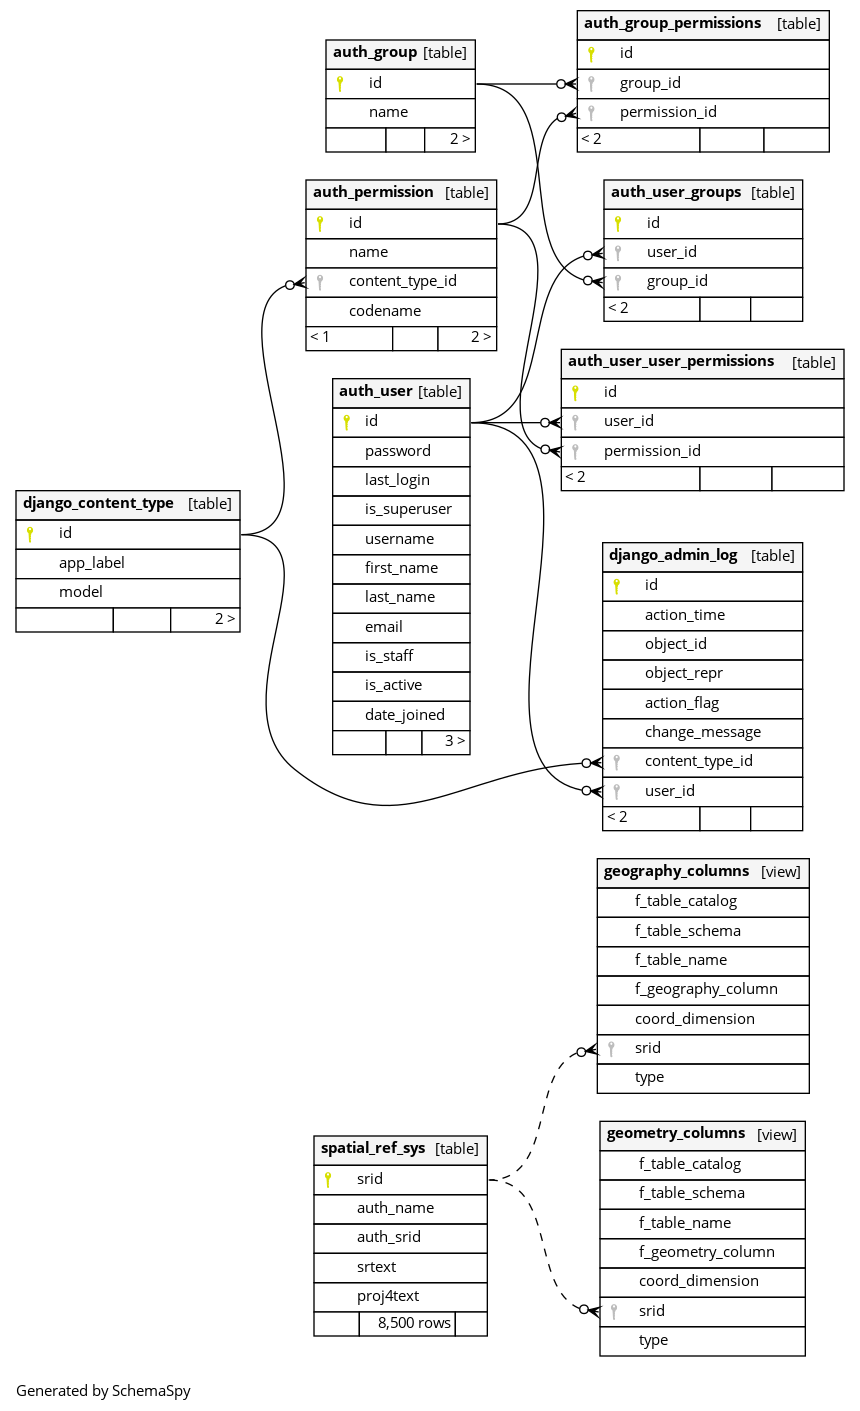 auth_group [table]
id
name
2 >
auth_group_permissions [table]
id
group_id
permission_id
< 2
auth_permission [table]
id
name
content_type_id
codename
< 1 2 >
auth_user_groups [table]
id
user_id
group_id
< 2
auth_user_user_permissions [table]
id
user_id
permission_id
< 2
auth_user [table]
id
password
last_login
is_superuser
username
first_name
last_name
email
is_staff
is_active
date_joined
3 >
django_content_type [table]
id
app_label
model
2 >
django_admin_log [table]
id
action_time
object_id
object_repr
action_flag
change_message
content_type_id
user_id
< 2
geography_columns [view]
f_table_catalog
f_table_schema
f_table_name
f_geography_column
coord_dimension
srid
type
spatial_ref_sys [table]
srid
auth_name
auth_srid
srtext
proj4text
8,500 rows
geometry_columns [view]
f_table_catalog
f_table_schema
f_table_name
f_geometry_column
coord_dimension
srid
type
Generated by SchemaSpy